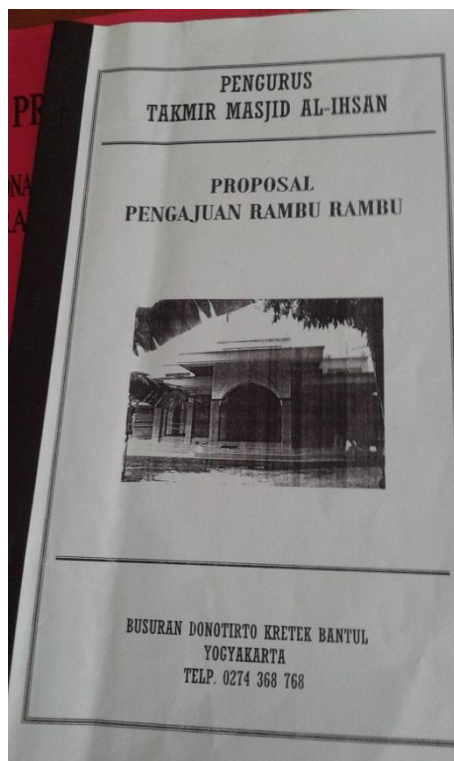 PENGURUS
TAKMIR MASJID AL-IHSAN
PROPOSAL
PENGAJUAN RAMBU RAMBU
BUSURAN DONOTIRTO KRETEK BANTUL
YOGYAKARTA
TELP. 0274 368 768